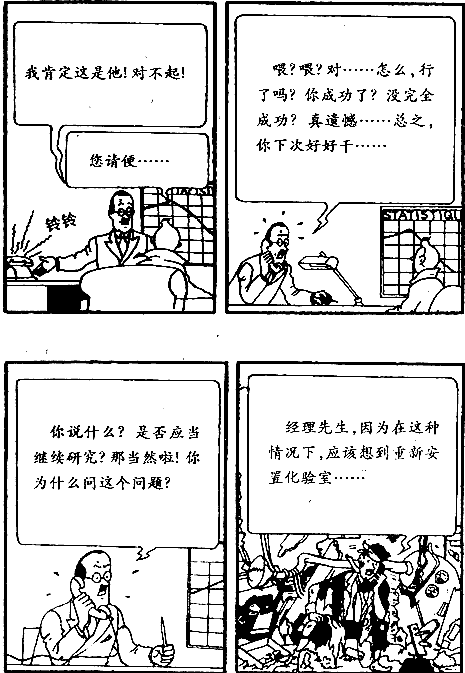 我肯定这是他！对不起！
您请便……
铃铃
喂？喂？对……怎么，行
了吗？你成功了？没完全
成功？真遗憾……总之，
你下次好好干……
STATISTIQU
你说什么？是否应当
继续研究？那当然啦！你
为什么问这个问题？
经理先生，因为在这种
情况下，应该想到重新安
置化验室……